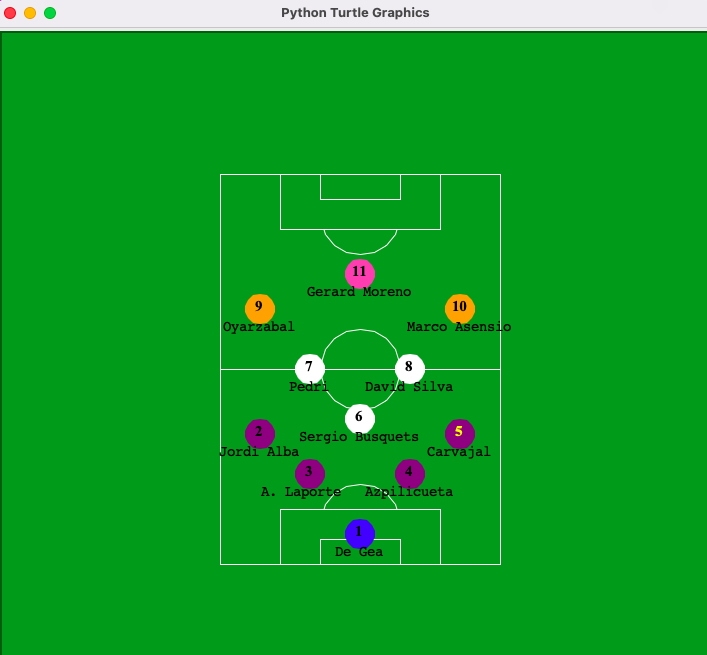 Python Turtle Graphics
11
Gerard Moreno
9
10
Oyarzabal
Marco Asensio
7
8
Pedri
David Silva
6
Sergio Busquets
2
5
Jordi Alba
Carvajal
3
4
A. Laporte
Azpilicueta
1
De Gea